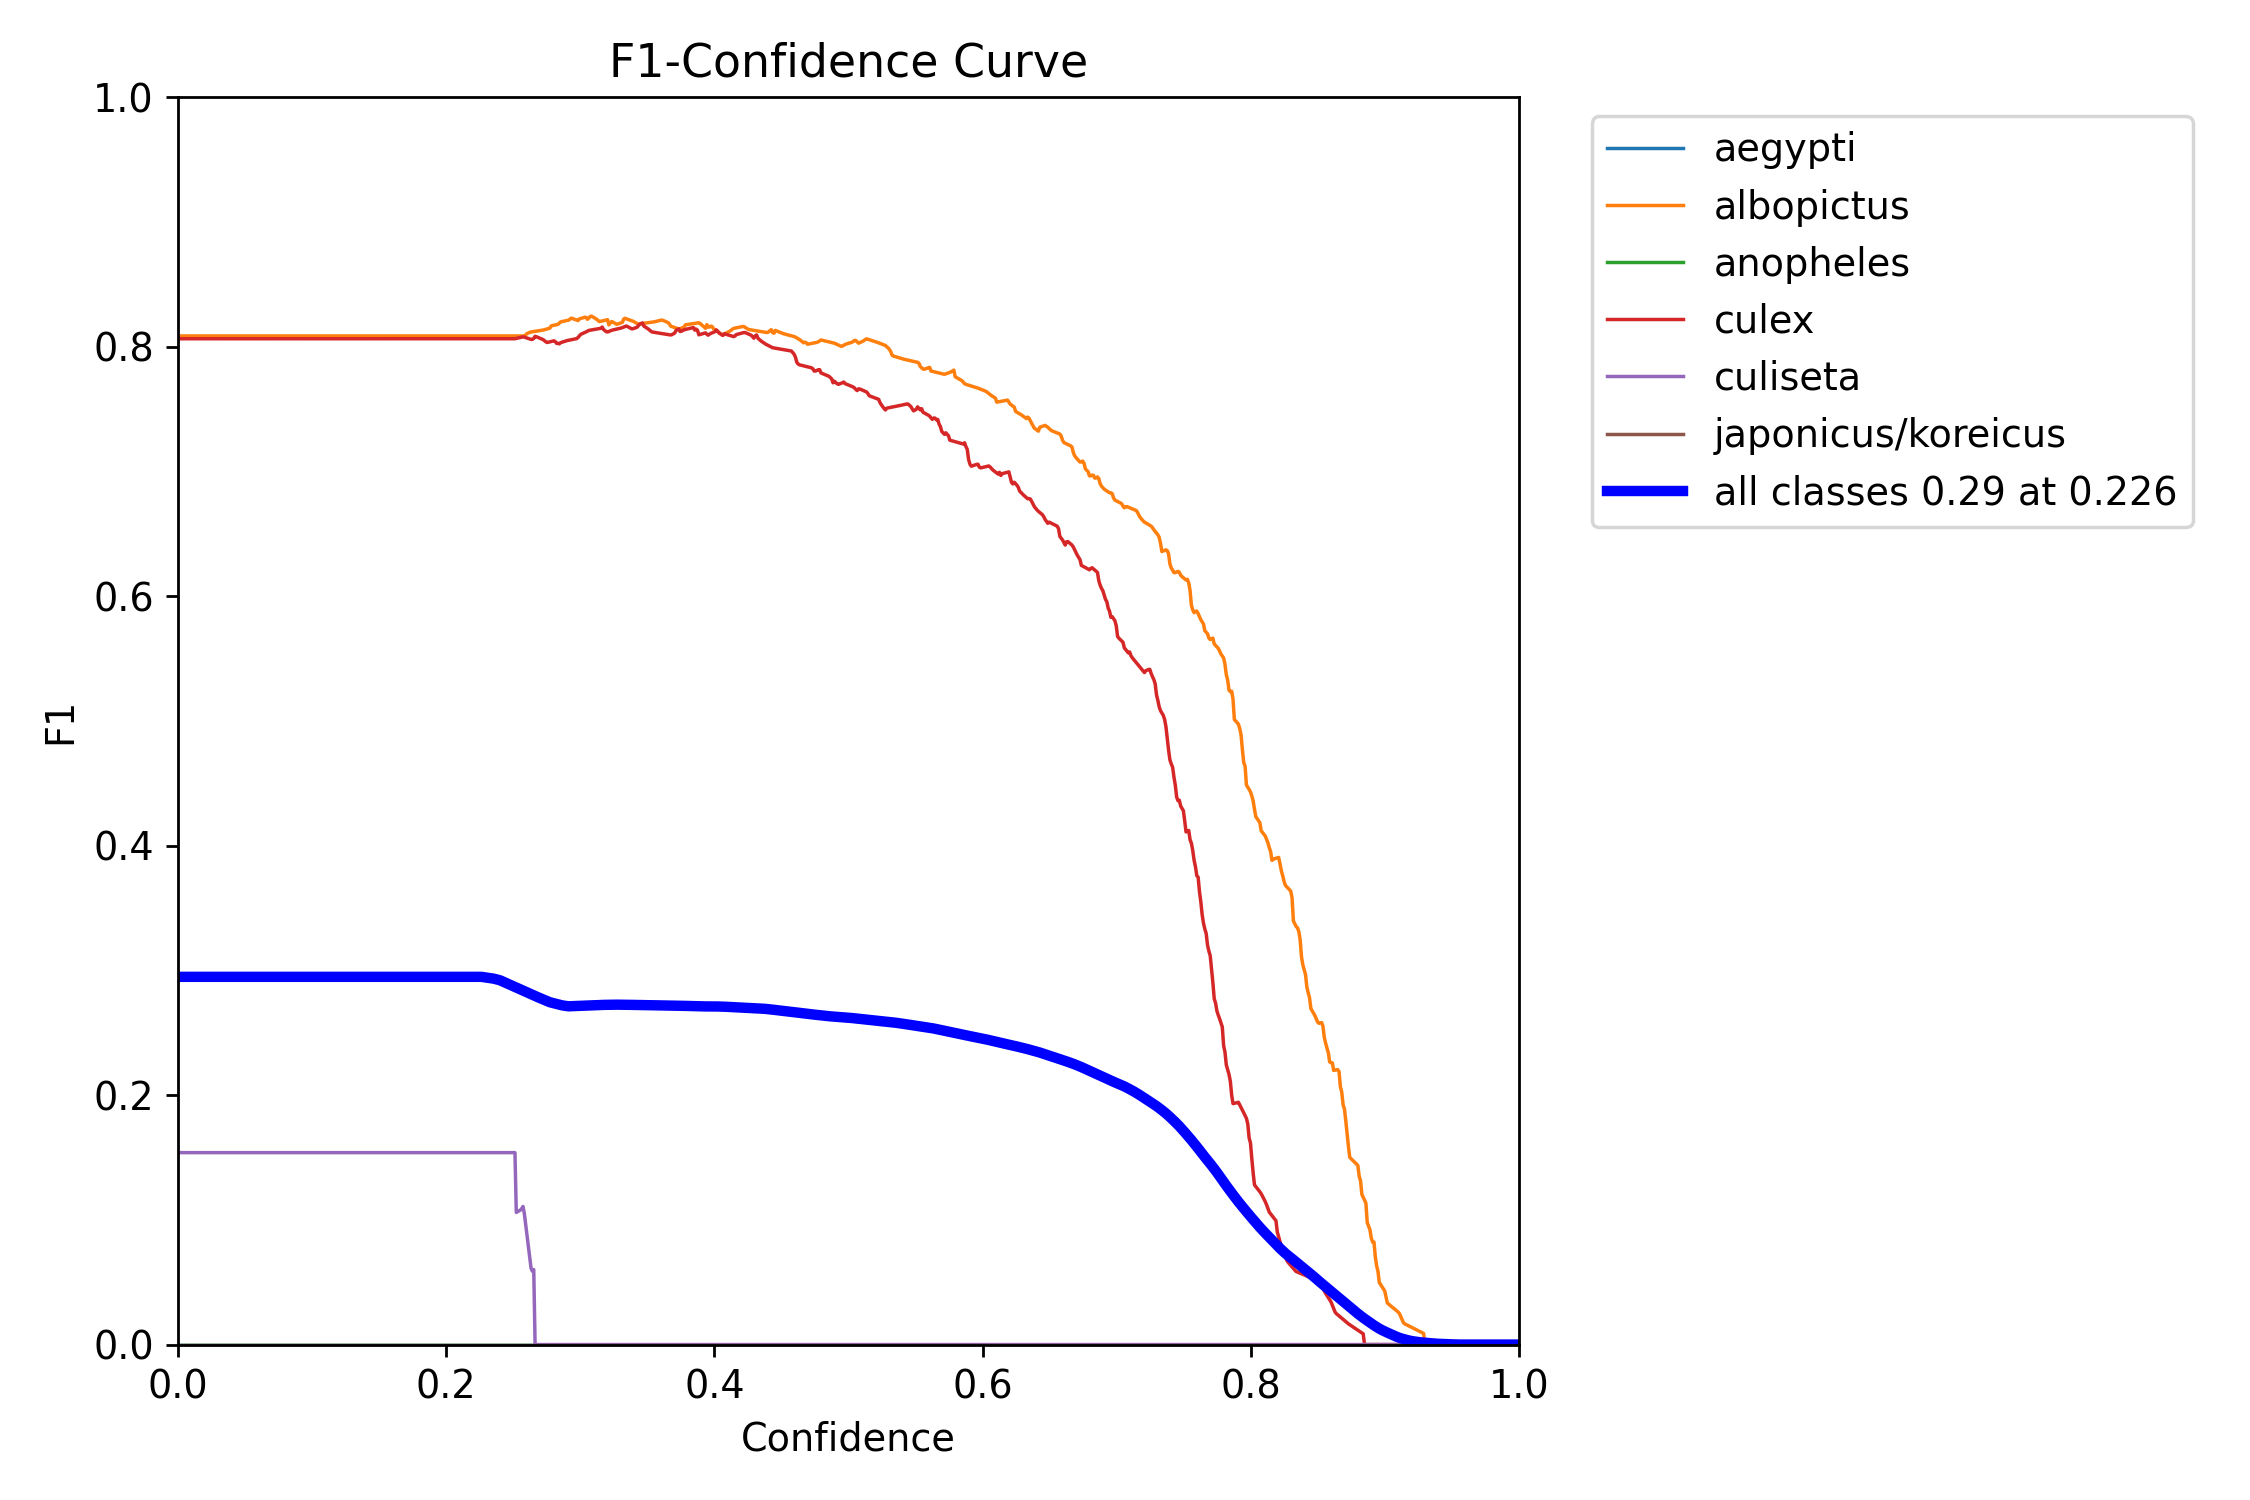 F1-Confidence Curve
1.0
0.8
0.6
0.4
0.2
0.0
F1
0.0 0.2 0.4 0.6 0.8 1.0
Confidence
aegypti
albopictus
anopheles
culex
culiseta
japonicus/koreicus
all classes 0.29 at 0.226